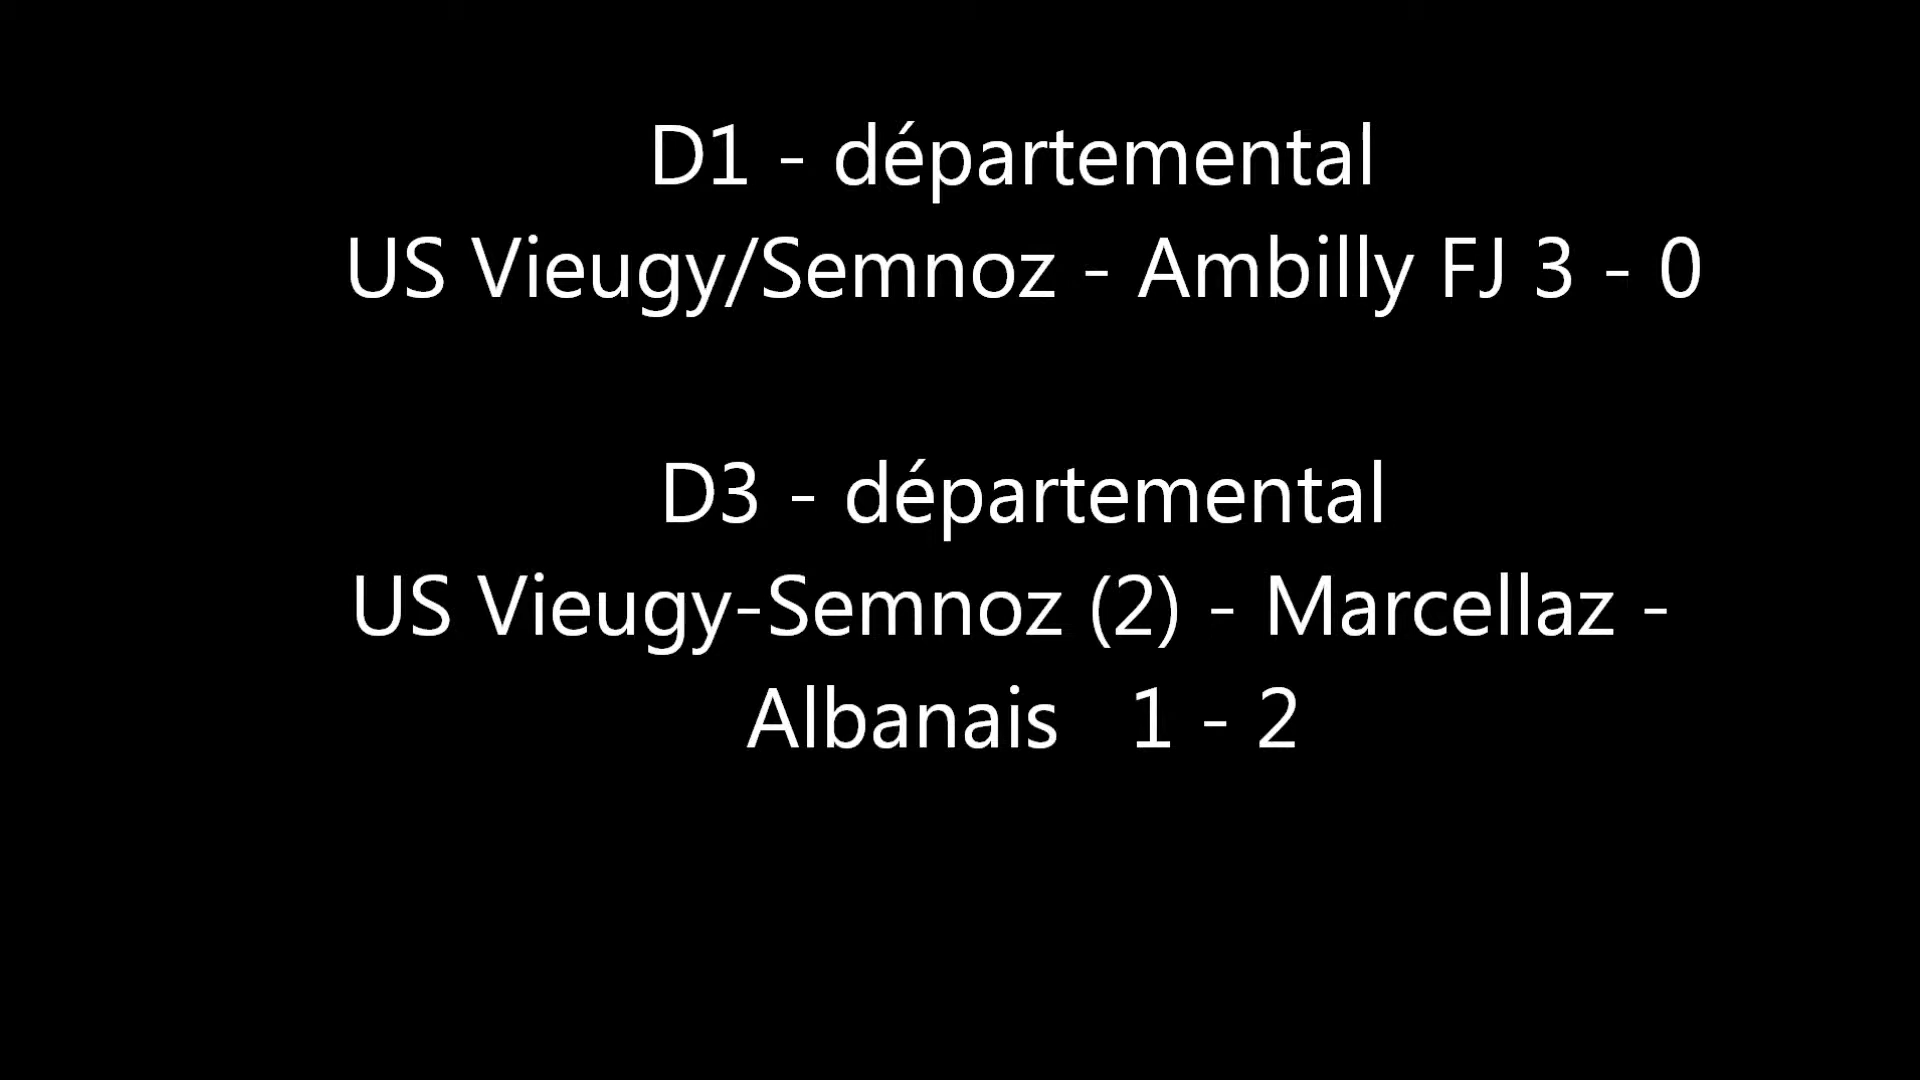 D1 - départemental
US Vieugy/Semnoz - Ambilly FJ 3 - 0
D3 - départemental
US Vieugy-Semnoz (2) - Marcellaz -
Albanais 1 - 2